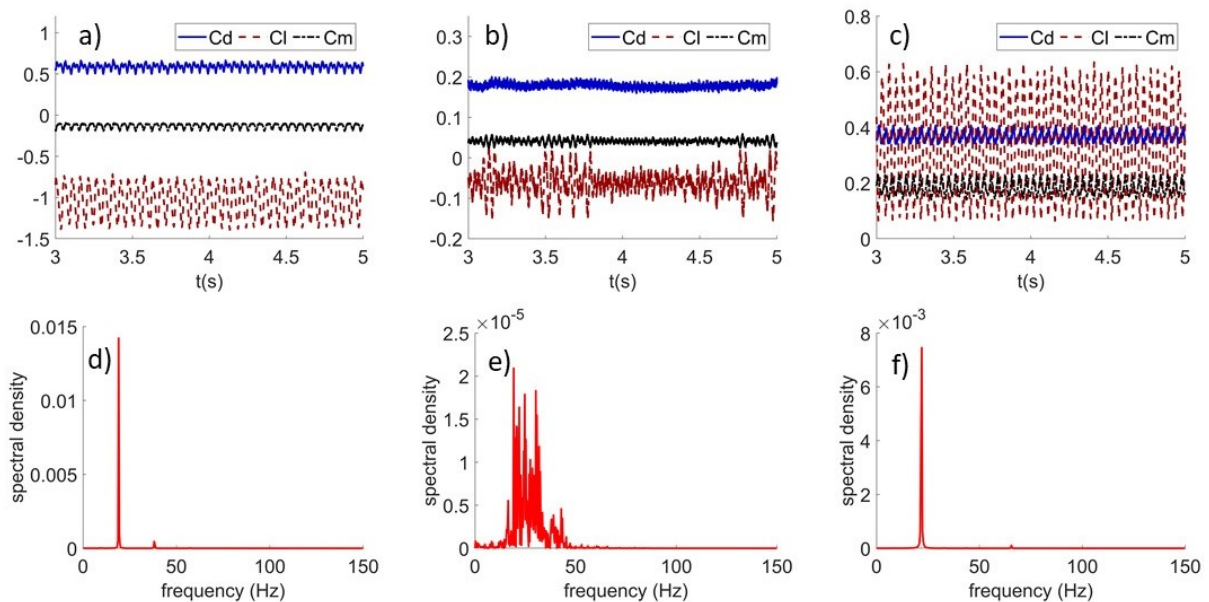 a)
Cd Cl Cm
1
0.5
0
-0.5
-1
-1.5
3 3.5 4 4.5 5
t(s)
b)
Cd Cl Cm
0.3
0.2
0.1
0
-0.1
-0.2
3 3.5 4 4.5 5
t(s)
c)
Cd Cl Cm
0.8
0.6
0.4
0.2
0
3 3.5 4 4.5 5
t(s)
d)
0.015
0.01
0.005
0
spectral density
0 50 100 150
frequency (Hz)
e)
×10-5
2.5
2
1.5
1
0.5
0
spectral density
0 50 100 150
frequency (Hz)
f)
×10-3
8
6
4
2
0
spectral density
0 50 100 150
frequency (Hz)